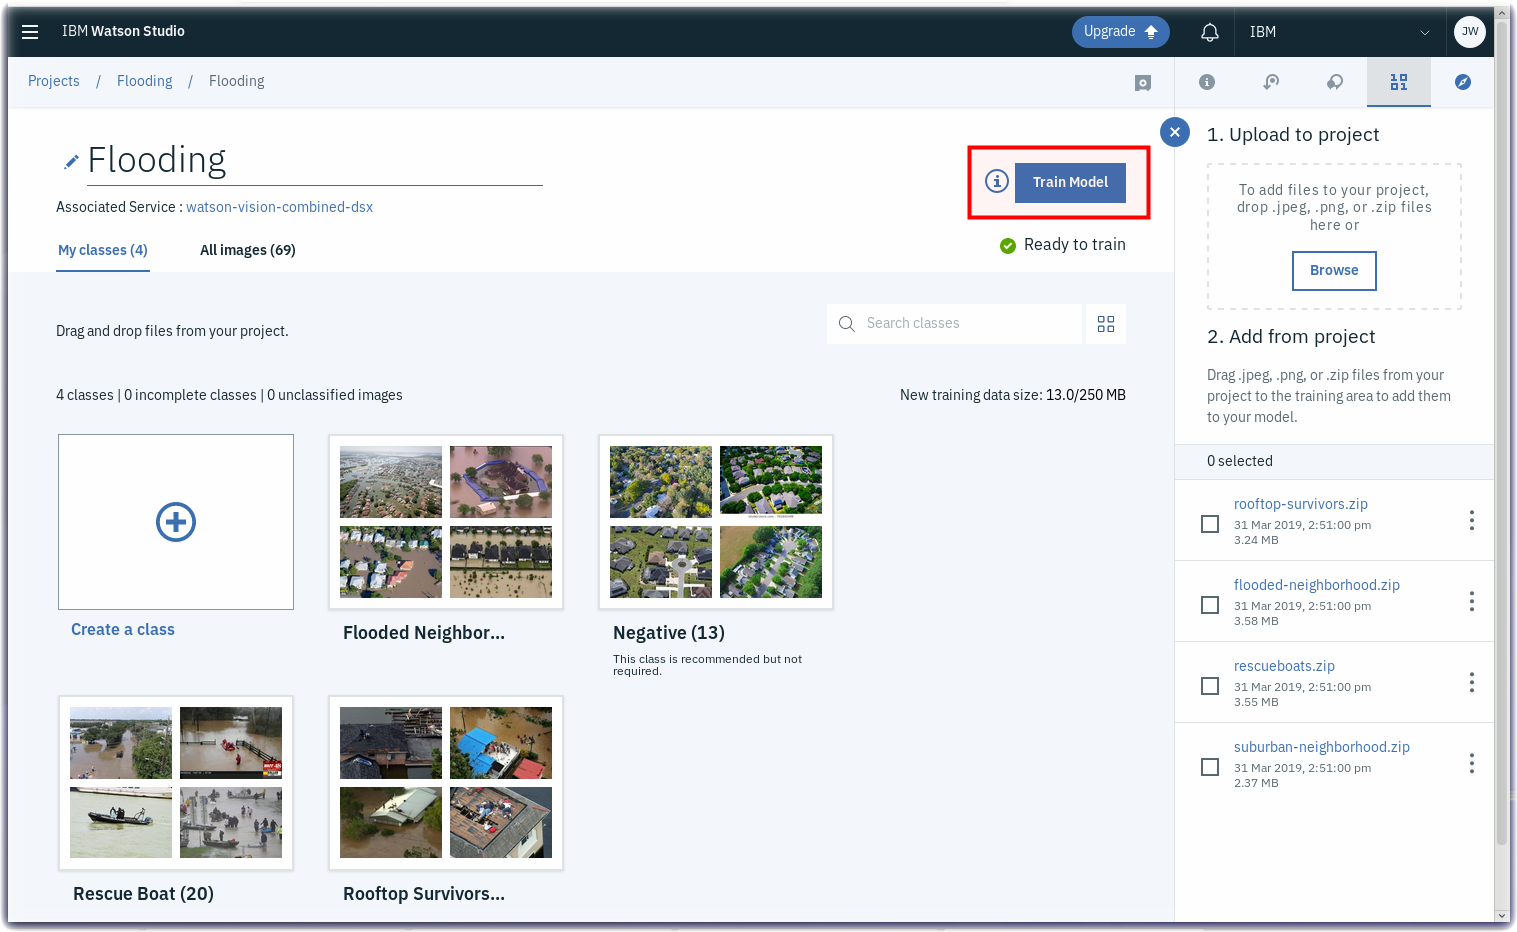 IBM Watson Studio
Upgrade
IBM
JW
Projects / Flooding / Flooding
Flooding
Train Model
Associated Service : watson-vision-combined-dsx
My classes (4)
All images (69)
Ready to train
Drag and drop files from your project.
Search classes
4 classes | 0 incomplete classes | 0 unclassified images
New training data size: 13.0/250 MB
Create a class
Flooded Neighbor...
Negative (13)
This class is recommended but not
required.
Rescue Boat (20)
Rooftop Survivors...
1. Upload to project
To add files to your project,
drop .jpeg, .png, or .zip files
here or
Browse
2. Add from project
Drag .jpeg, .png, or .zip files from your
project to the training area to add them
to your model.
0 selected
rooftop-survivors.zip
31 Mar 2019, 2:51:00 pm
3.24 MB
flooded-neighborhood.zip
31 Mar 2019, 2:51:00 pm
3.58 MB
rescueboats.zip
31 Mar 2019, 2:51:00 pm
3.55 MB
suburban-neighborhood.zip
31 Mar 2019, 2:51:00 pm
2.37 MB